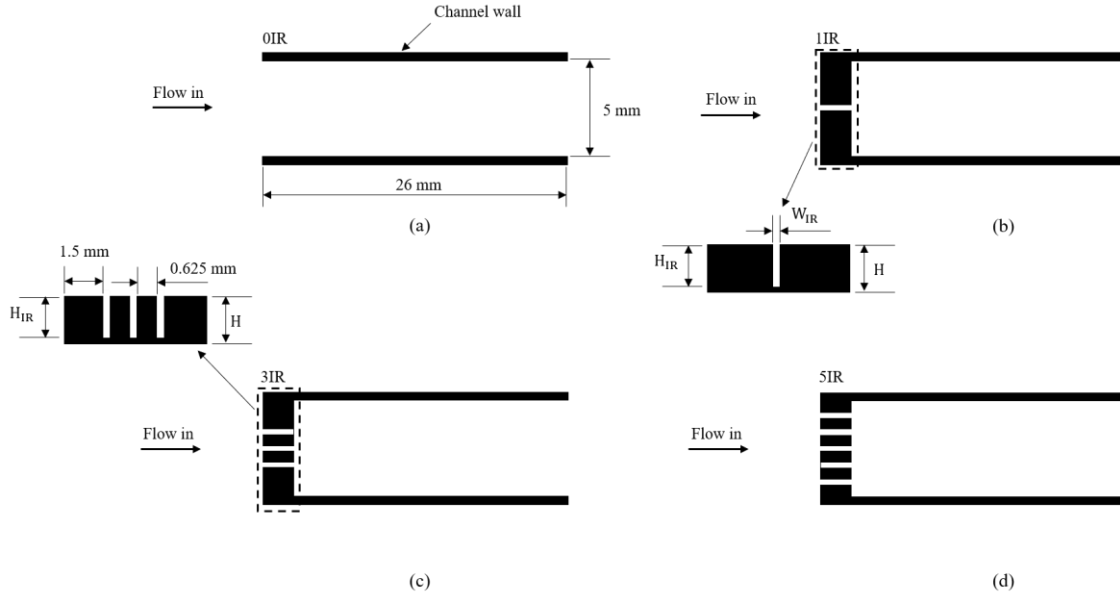 Channel wall
0IR
Flow in
5 mm
26 mm
(a)
1IR
Flow in
W_IR
H_IR
H
(b)
1.5 mm
0.625 mm
H_IR
H
3IR
Flow in
(c)
5IR
Flow in
(d)